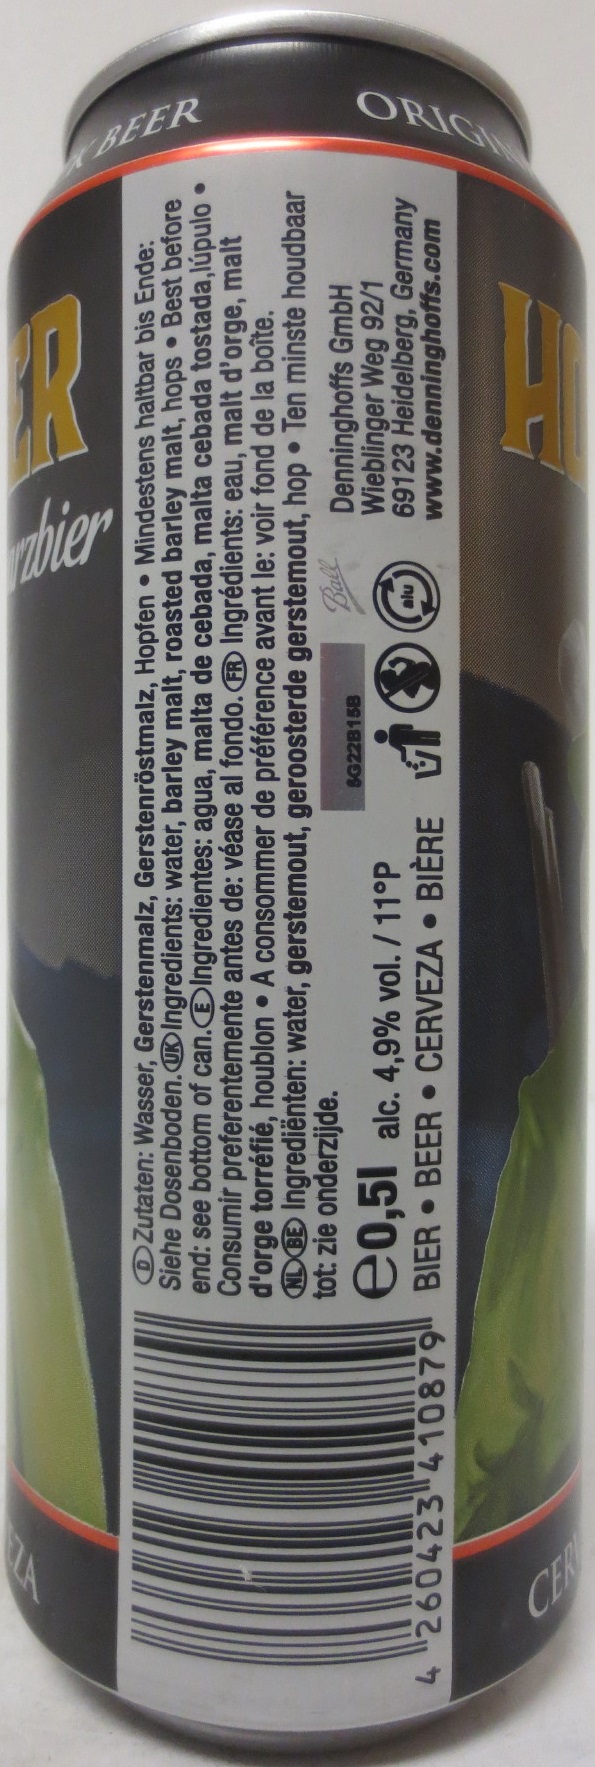 BEER
ORIGIN
ER
rzbier
HO
Ⓓ Zutaten: Wasser, Gerstenmalz, Gerstenröstmalz, Hopfen • Mindestens haltbar bis Ende:
Siehe Dosenboden. UK Ingredients: water, barley malt, roasted barley malt, hops • Best before
end: see bottom of can. Ⓔ Ingredientes: agua, malta de cebada, malta cebada tostada,lúpulo •
Consumir preferentemente antes de: véase al fondo. FR Ingrédients: eau, malt d'orge, malt
d'orge torréfié, houblon • A consommer de préférence avant le: voir fond de la boîte.
NL BE Ingrediënten: water, gerstemout, geroosterde gerstemout, hop • Ten minste houdbaar
tot: zie onderzijde.
℮0,5l alc. 4,9% vol. / 11°P
BIER • BEER • CERVEZA • BIÈRE
Ball
alu
Denninghoffs GmbH
Wieblinger Weg 92/1
69123 Heidelberg, Germany
www.denninghoffs.com
4 260423 410879
EZA
CERV